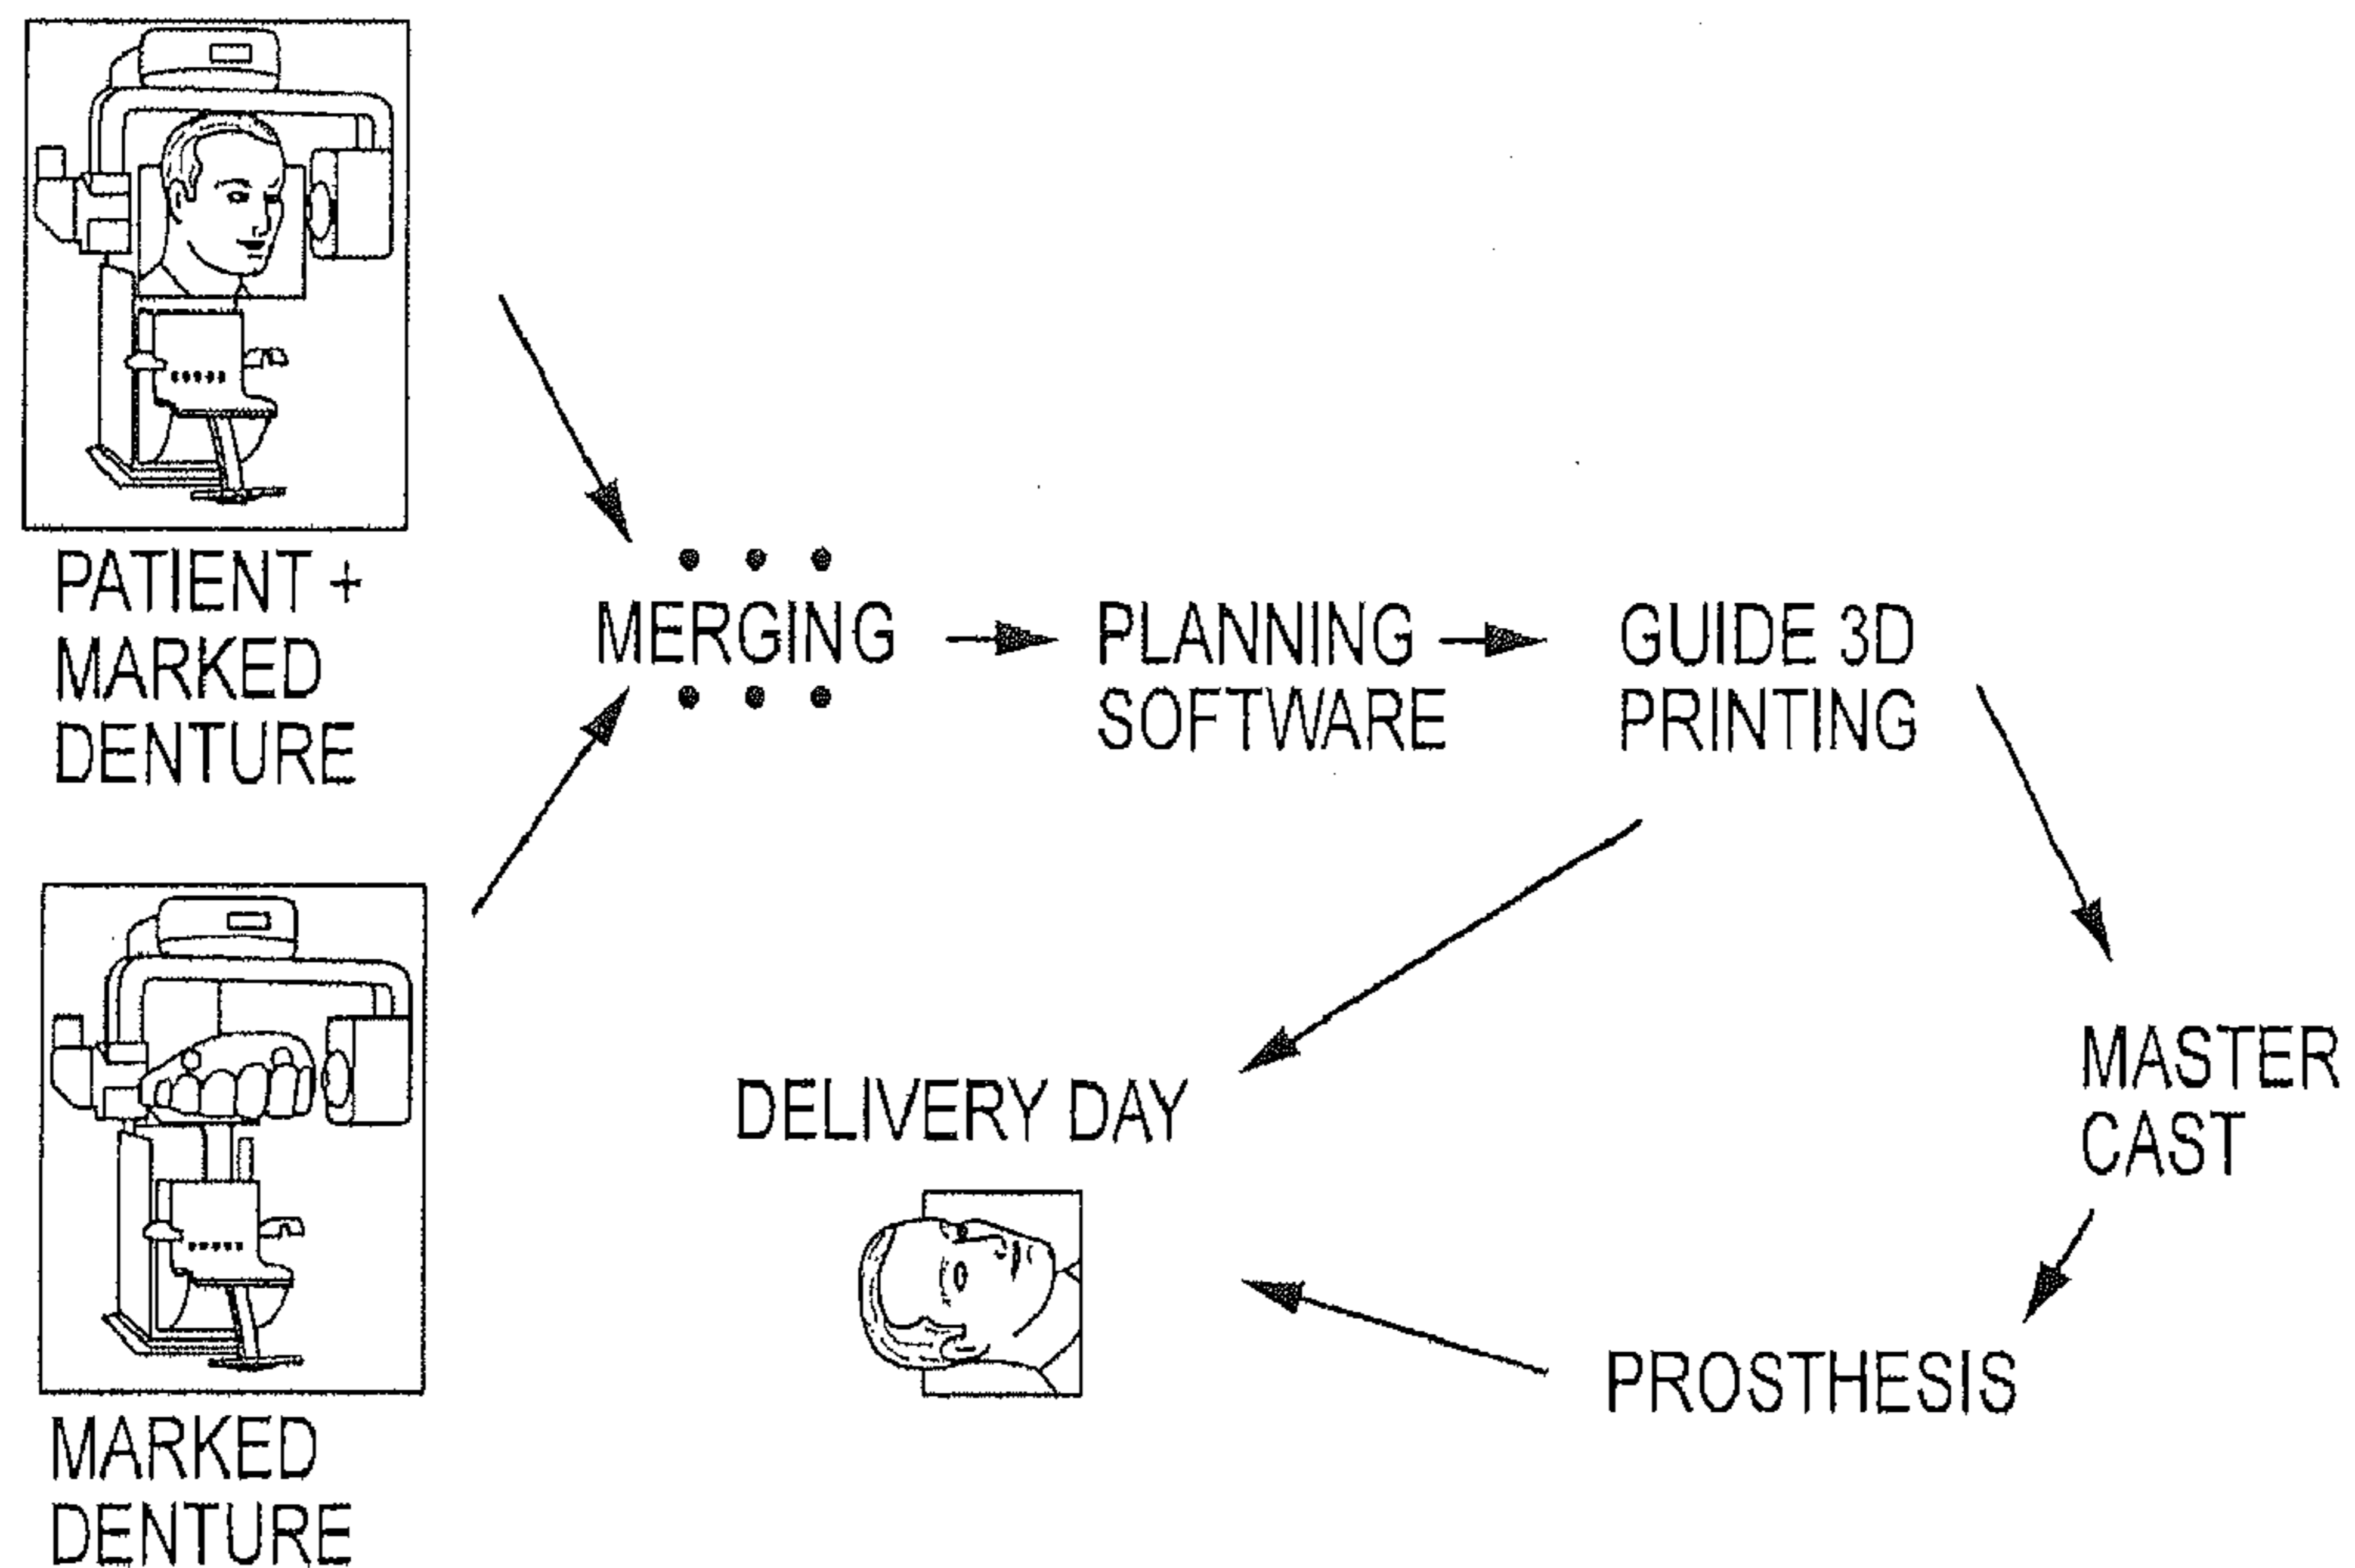 PATIENT +
MARKED
DENTURE
MERGING
PLANNING
SOFTWARE
GUIDE 3D
PRINTING
DELIVERY DAY
MASTER
CAST
PROSTHESIS
MARKED
DENTURE